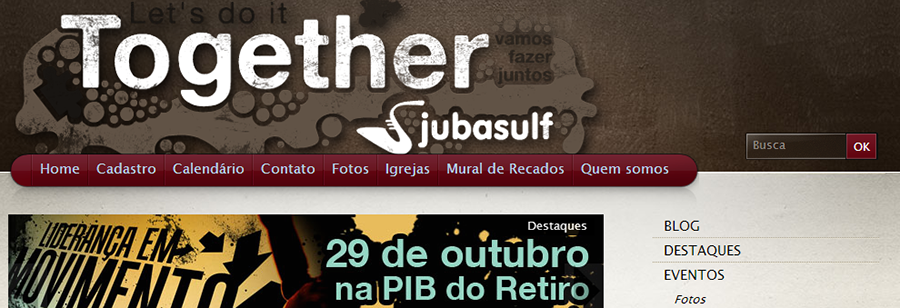 Let's do it
Together
vamos
fazer
juntos
jubasulf
Busca OK
Home Cadastro Calendário Contato Fotos Igrejas Mural de Recados Quem somos
Destaques
LIDERANÇA EM
MOVIMENTO
29 de outubro
na PIB do Retiro
BLOG
DESTAQUES
EVENTOS
Fotos